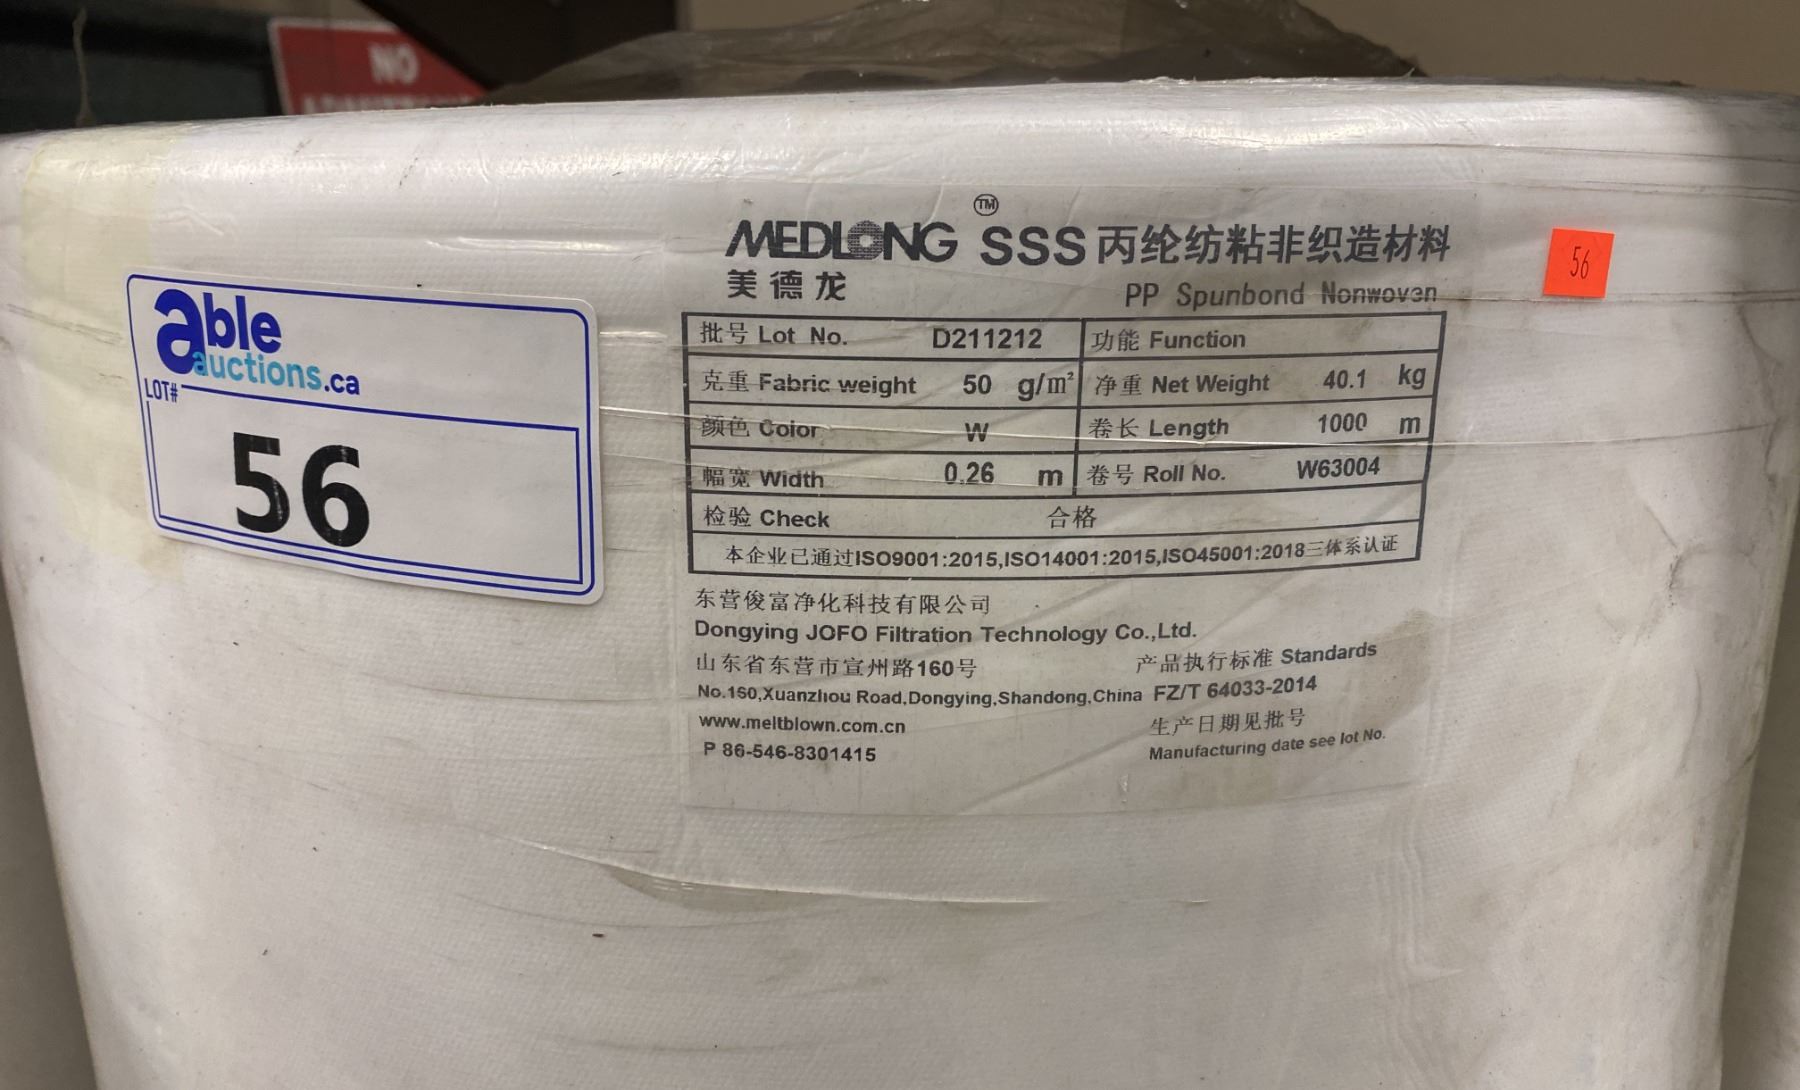 NO
able
auctions.ca
LOT#
56
MEDLONG TM SSS 丙纶纺粘非织造材料
美德龙
PP Spunbond Nonwoven
56
批号 Lot No. D211212 功能 Function
克重 Fabric weight 50 g/m² 净重 Net Weight 40.1 kg
颜色 Color W 卷长 Length 1000 m
幅宽 Width 0.26 m 卷号 Roll No. W63004
检验 Check 合格
本企业已通过ISO9001:2015,ISO14001:2015,ISO45001:2018三体系认证
东营俊富净化科技有限公司
Dongying JOFO Filtration Technology Co.,Ltd.
山东省东营市宣州路160号
No.160,Xuanzhou Road,Dongying,Shandong,China
www.meltblown.com.cn
P 86-546-8301415
产品执行标准 Standards
FZ/T 64033-2014
生产日期见批号
Manufacturing date see lot No.